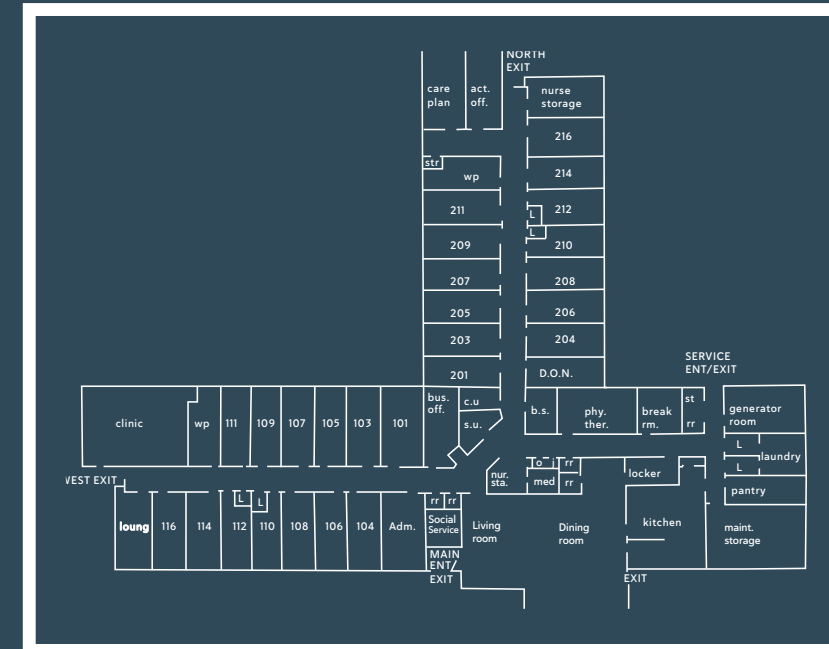 NORTH
EXIT
care
plan
act.
off.
nurse
storage
216
str
wp
214
211
L
212
L
209
210
207
208
205
206
203
204
SERVICE
ENT/EXIT
201
D.O.N.
clinic
wp
111
109
107
105
103
101
bus.
off.
c.u
s.u.
b.s.
phy.
ther.
break
rm.
st
rr
generator
room
L
laundry
L
pantry
WEST EXIT
nur.
sta.
o
j
rr
med
rr
locker
loung
116
114
L
112
L
110
108
106
104
Adm.
rr
rr
Social
Service
Living
room
Dining
room
kitchen
maint.
storage
MAIN
ENT/
EXIT
EXIT